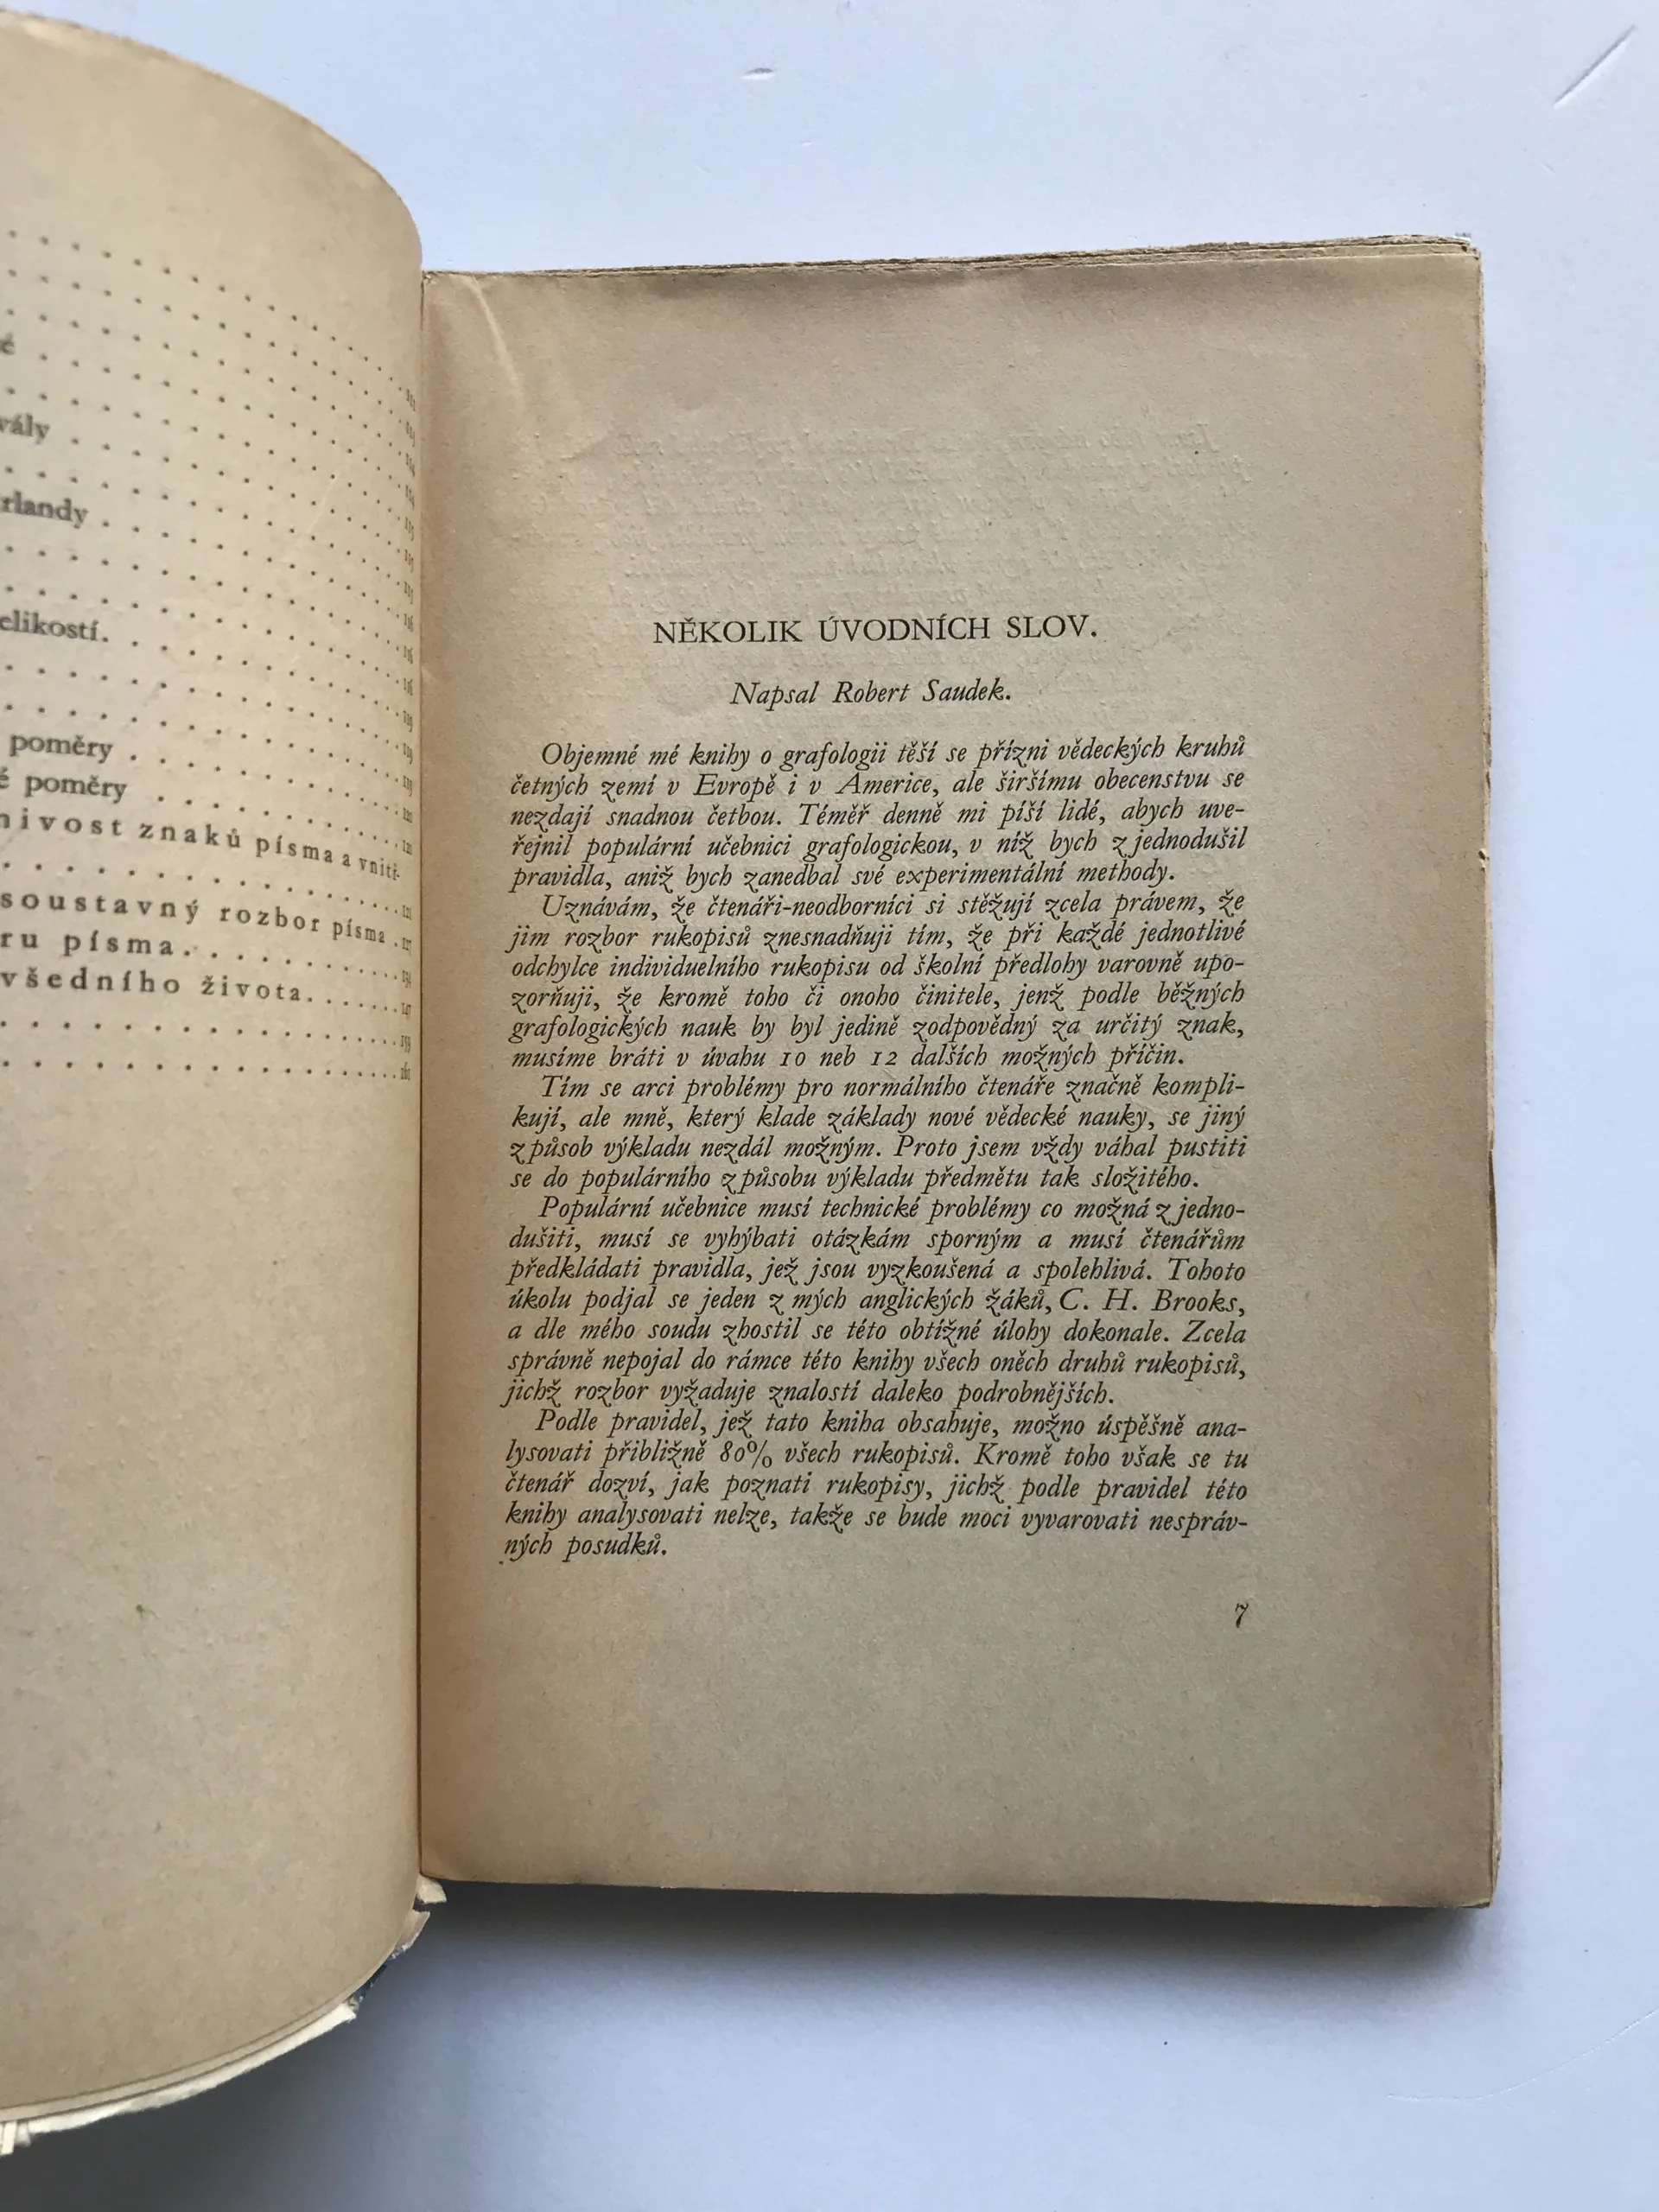 vály
rlandy
elikostí.
poměry
é poměry
nivost znaků písma a vnitř-
soustavný rozbor písma
ru písma.
všedního života.
NĚKOLIK ÚVODNÍCH SLOV.
Napsal Robert Saudek.
Objemné mé knihy o grafologii těší se přízni vědeckých kruhů
četných zemí v Evropě i v Americe, ale širšímu obecenstvu se
nezdají snadnou četbou. Téměř denně mi píší lidé, abych uve-
řejnil populární učebnici grafologickou, v níž bych zjednodušil
pravidla, aniž bych zanedbal své experimentální methody.
Uznávám, že čtenáři-neodborníci si stěžují zcela právem, že
jim rozbor rukopisů znesnadňuji tím, že při každé jednotlivé
odchylce individuelního rukopisu od školní předlohy varovně upo-
zorňuji, že kromě toho či onoho činitele, jenž podle běžných
grafologických nauk by byl jedině zodpovědný za určitý znak,
musíme bráti v úvahu 10 neb 12 dalších možných příčin.
Tím se arci problémy pro normálního čtenáře značně kompli-
kují, ale mně, který klade základy nové vědecké nauky, se jiný
způsob výkladu nezdál možným. Proto jsem vždy váhal pustiti
se do populárního způsobu výkladu předmětu tak složitého.
Populární učebnice musí technické problémy co možná zjedno-
dušiti, musí se vyhýbati otázkám sporným a musí čtenářům
předkládati pravidla, jež jsou vyzkoušená a spolehlivá. Tohoto
úkolu podjal se jeden z mých anglických žáků, C. H. Brooks,
a dle mého soudu zhostil se této obtížné úlohy dokonale. Zcela
správně nepojal do rámce této knihy všech oněch druhů rukopisů,
jichž rozbor vyžaduje znalostí daleko podrobnějších.
Podle pravidel, jež tato kniha obsahuje, možno úspěšně ana-
lysovati přibližně 80% všech rukopisů. Kromě toho však se tu
čtenář dozví, jak poznati rukopisy, jichž podle pravidel této
knihy analysovati nelze, takže se bude moci vyvarovati nespráv-
ných posudků.
7